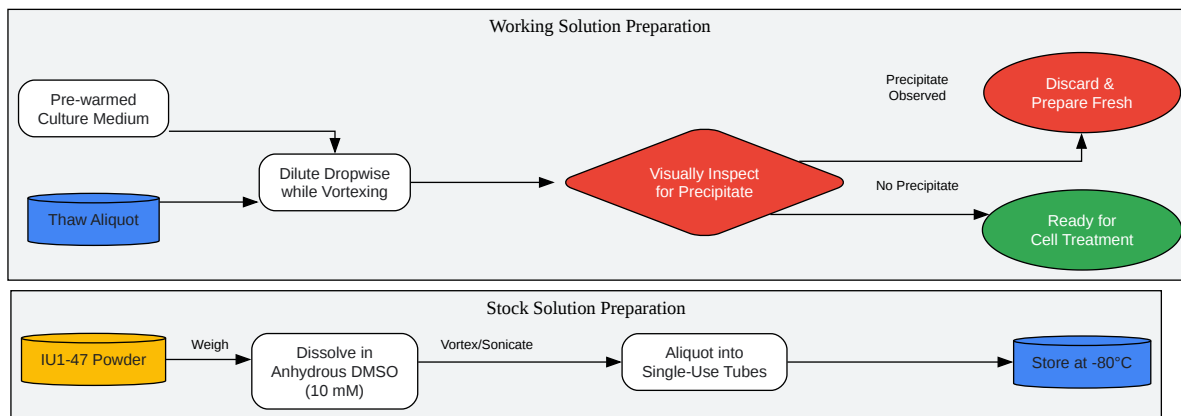 Working Solution Preparation
Pre-warmed
Culture Medium
Thaw Aliquot
Dilute Dropwise
while Vortexing
Visually Inspect
for Precipitate
Precipitate
Observed
Discard &
Prepare Fresh
No Precipitate
Ready for
Cell Treatment
Stock Solution Preparation
IU1-47 Powder
Weigh
Dissolve in
Anhydrous DMSO
(10 mM)
Vortex/Sonicate
Aliquot into
Single-Use Tubes
Store at -80°C